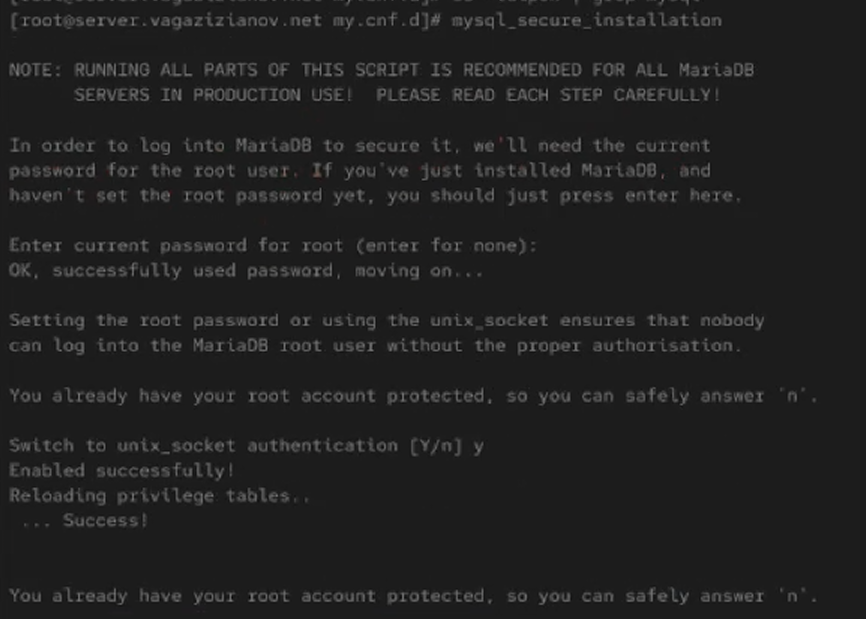 [root@server.vagazizianov.net my.cnf.d]# mysql_secure_installation
NOTE: RUNNING ALL PARTS OF THIS SCRIPT IS RECOMMENDED FOR ALL MariaDB
SERVERS IN PRODUCTION USE!  PLEASE READ EACH STEP CAREFULLY!
In order to log into MariaDB to secure it, we'll need the current
password for the root user. If you've just installed MariaDB, and
haven't set the root password yet, you should just press enter here.
Enter current password for root (enter for none):
OK, successfully used password, moving on...
Setting the root password or using the unix_socket ensures that nobody
can log into the MariaDB root user without the proper authorisation.
You already have your root account protected, so you can safely answer 'n'.
Switch to unix_socket authentication [Y/n] y
Enabled successfully!
Reloading privilege tables..
... Success!
You already have your root account protected, so you can safely answer 'n'.